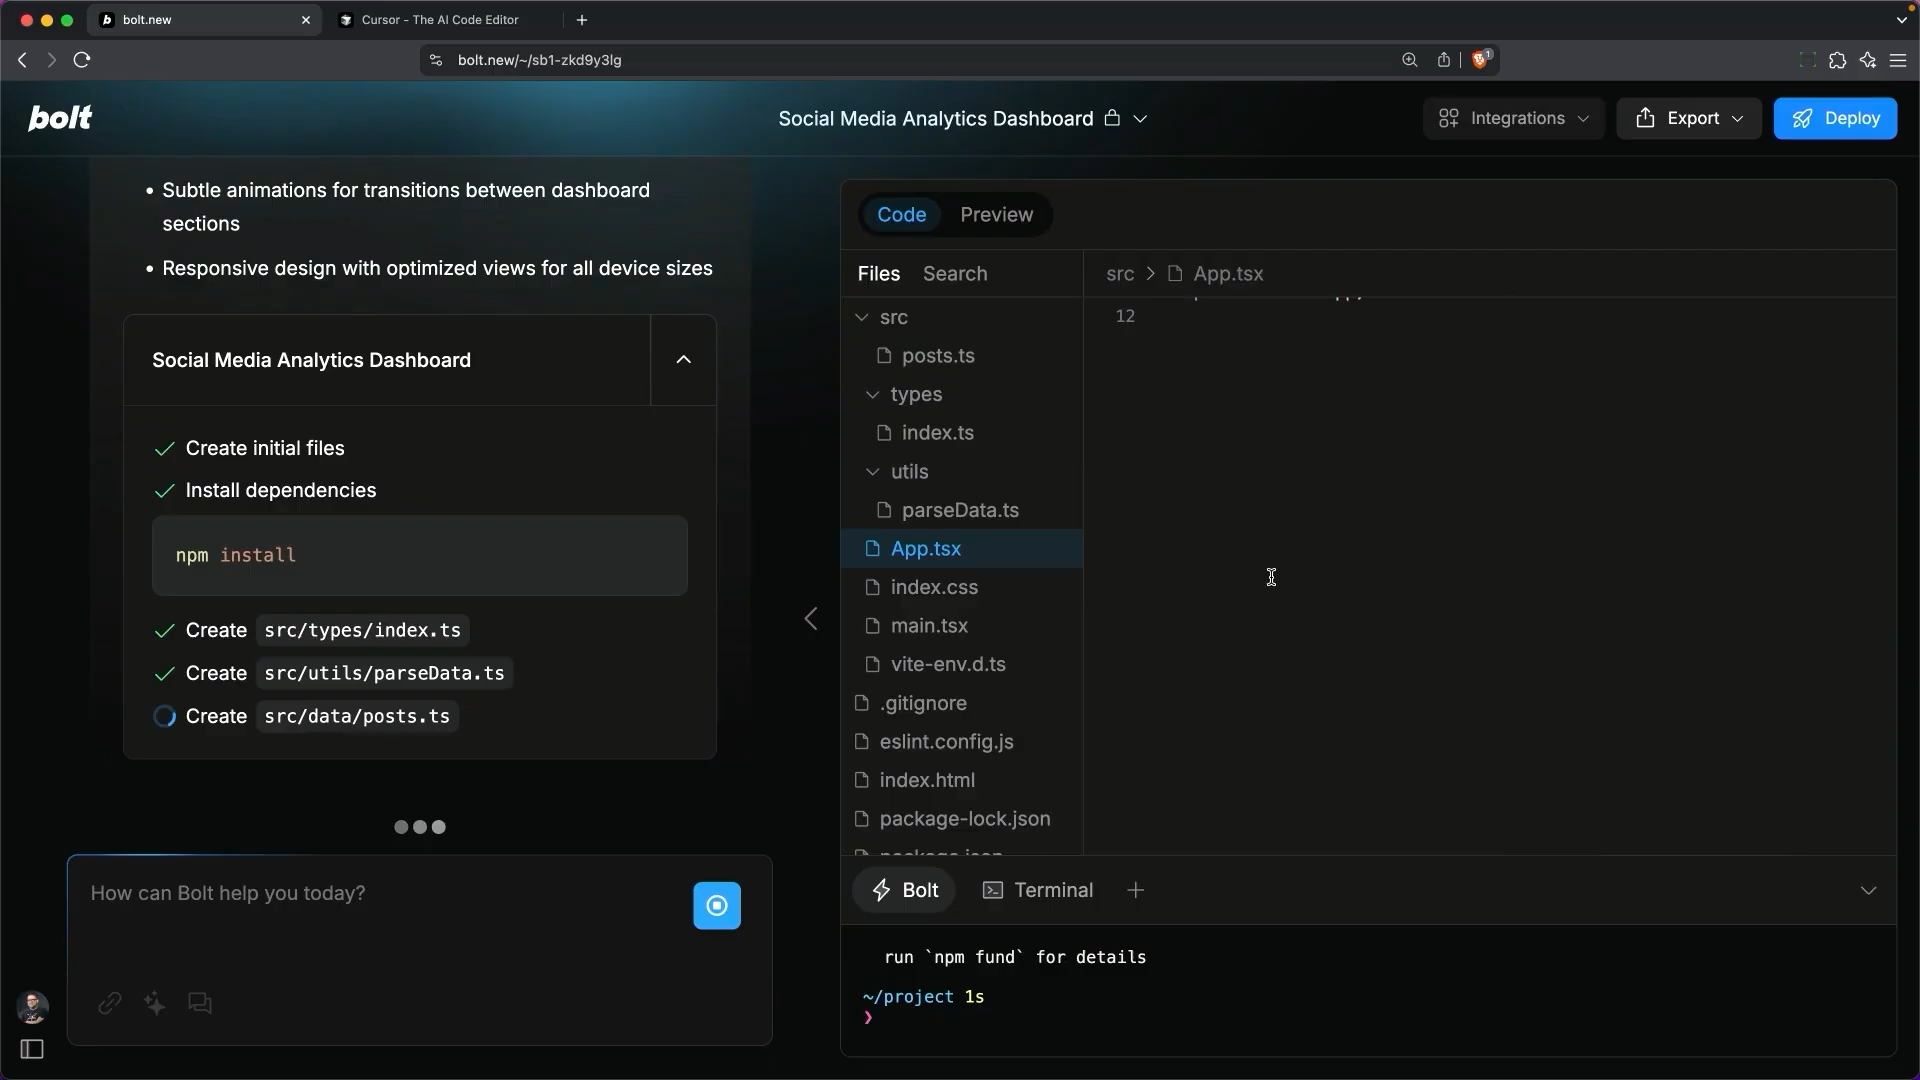 bolt.new
Cursor - The AI Code Editor
bolt.new/~/sb1-zkd9y3lg
1
bolt
Social Media Analytics Dashboard
Integrations
Export
Deploy
• Subtle animations for transitions between dashboard
sections
• Responsive design with optimized views for all device sizes
Social Media Analytics Dashboard
Create initial files
Install dependencies
npm install
Create src/types/index.ts
Create src/utils/parseData.ts
Create src/data/posts.ts
How can Bolt help you today?
Code
Preview
Files
Search
src
posts.ts
types
index.ts
utils
parseData.ts
App.tsx
index.css
main.tsx
vite-env.d.ts
.gitignore
eslint.config.js
index.html
package-lock.json
src > App.tsx
12
Bolt
Terminal
run `npm fund` for details
~/project 1s
❯